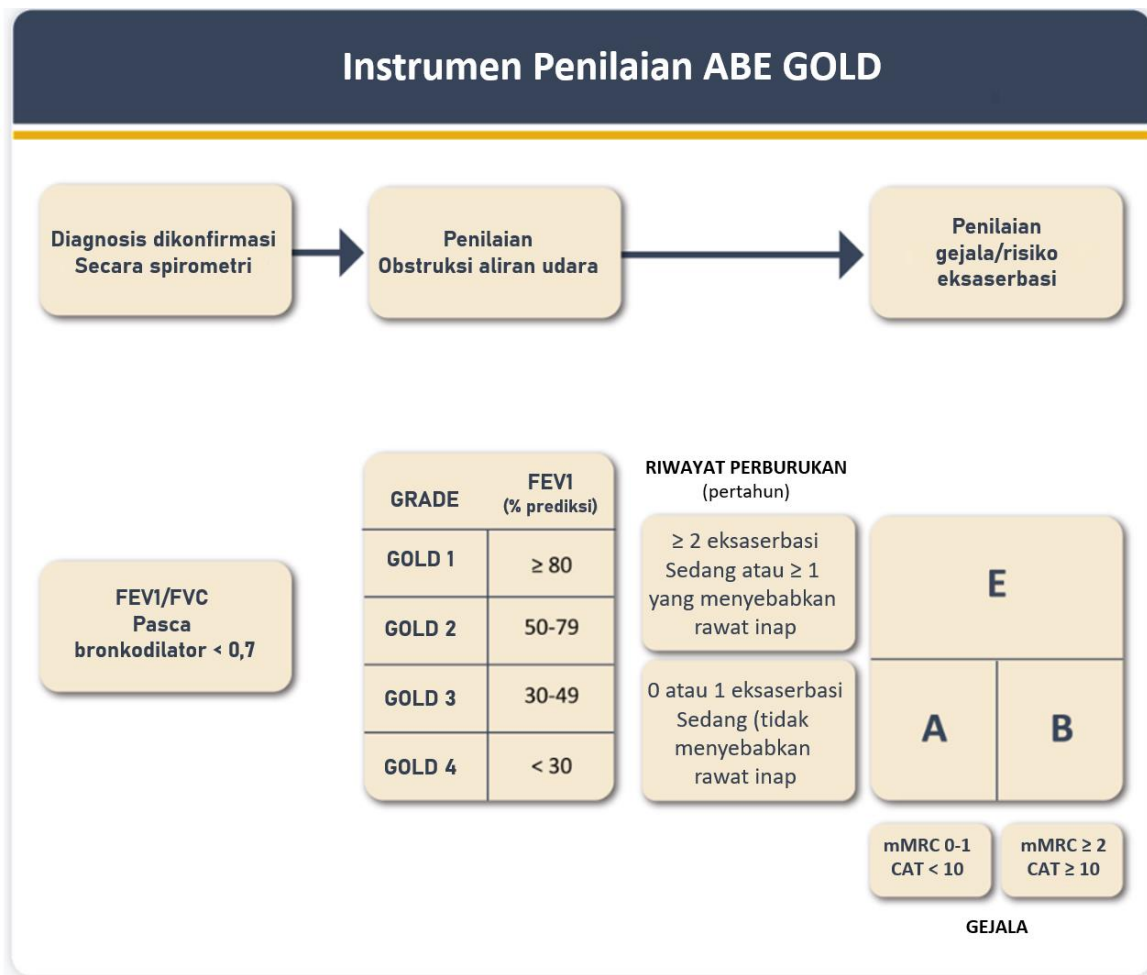 Instrumen Penilaian ABE GOLD
Diagnosis dikonfirmasi
Secara spirometri
Penilaian
Obstruksi aliran udara
Penilaian
gejala/risiko
eksaserbasi
FEV1/FVC
Pasca
bronkodilator < 0,7
GRADE
FEV1
(% prediksi)
GOLD 1
≥ 80
GOLD 2
50-79
GOLD 3
30-49
GOLD 4
< 30
RIWAYAT PERBURUKAN
(pertahun)
≥ 2 eksaserbasi
Sedang atau ≥ 1
yang menyebabkan
rawat inap
0 atau 1 eksaserbasi
Sedang (tidak
menyebabkan
rawat inap
E
A
B
mMRC 0-1
CAT < 10
mMRC ≥ 2
CAT ≥ 10
GEJALA